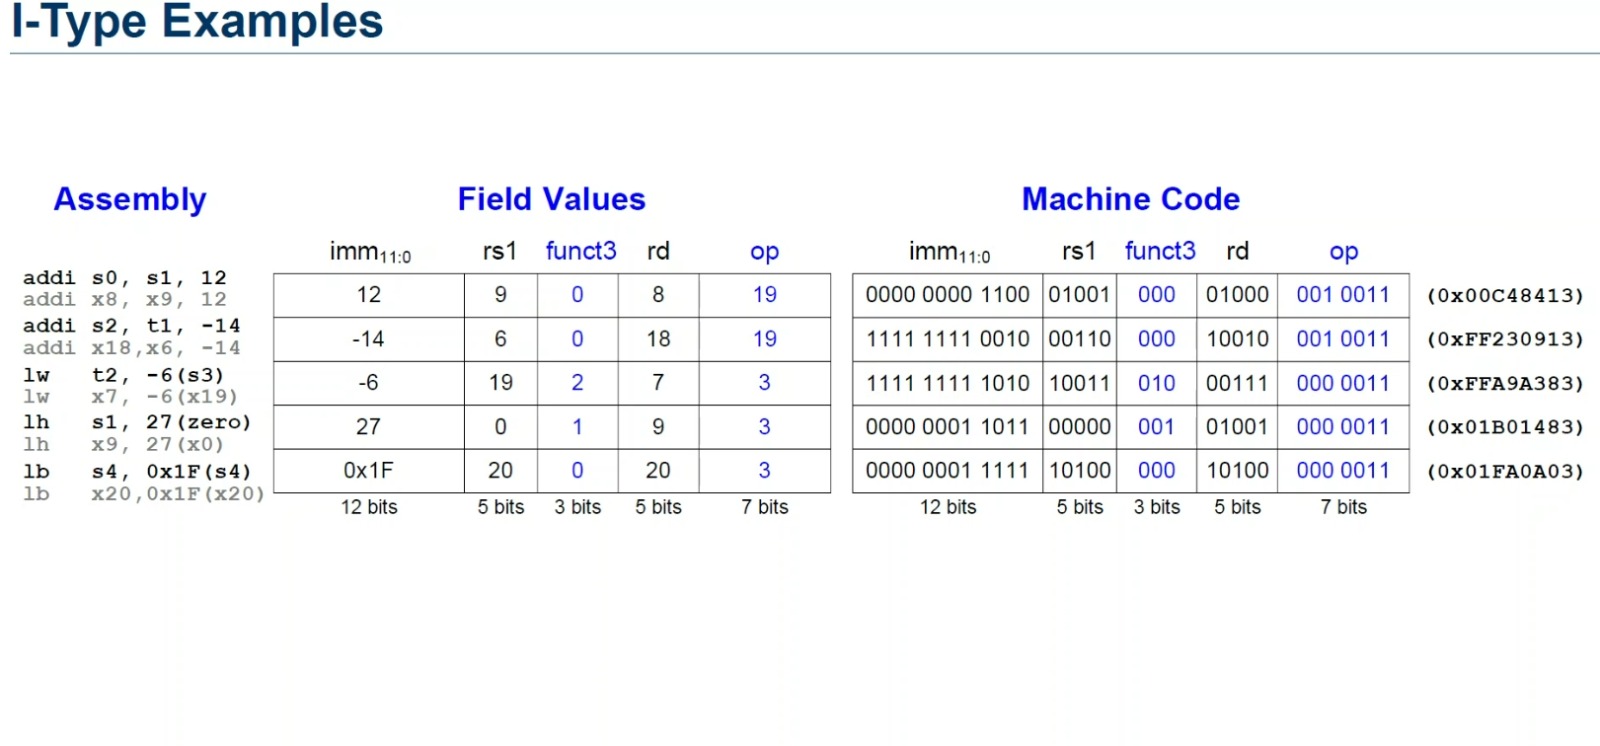 I-Type Examples
Assembly Field Values Machine Code
imm11:0 rs1 funct3 rd op imm11:0 rs1 funct3 rd op
addi s0, s1, 12
addi x8, x9, 12
12 9 0 8 19 0000 0000 1100 01001 000 01000 001 0011 (0x00C48413)
addi s2, t1, -14
addi x18,x6, -14
-14 6 0 18 19 1111 1111 0010 00110 000 10010 001 0011 (0xFF230913)
lw t2, -6(s3)
lw x7, -6(x19)
-6 19 2 7 3 1111 1111 1010 10011 010 00111 000 0011 (0xFFA9A383)
lh s1, 27(zero)
lh x9, 27(x0)
27 0 1 9 3 0000 0001 1011 00000 001 01001 000 0011 (0x01B01483)
lb s4, 0x1F(s4)
lb x20,0x1F(x20)
0x1F 20 0 20 3 0000 0001 1111 10100 000 10100 000 0011 (0x01FA0A03)
12 bits 5 bits 3 bits 5 bits 7 bits 12 bits 5 bits 3 bits 5 bits 7 bits